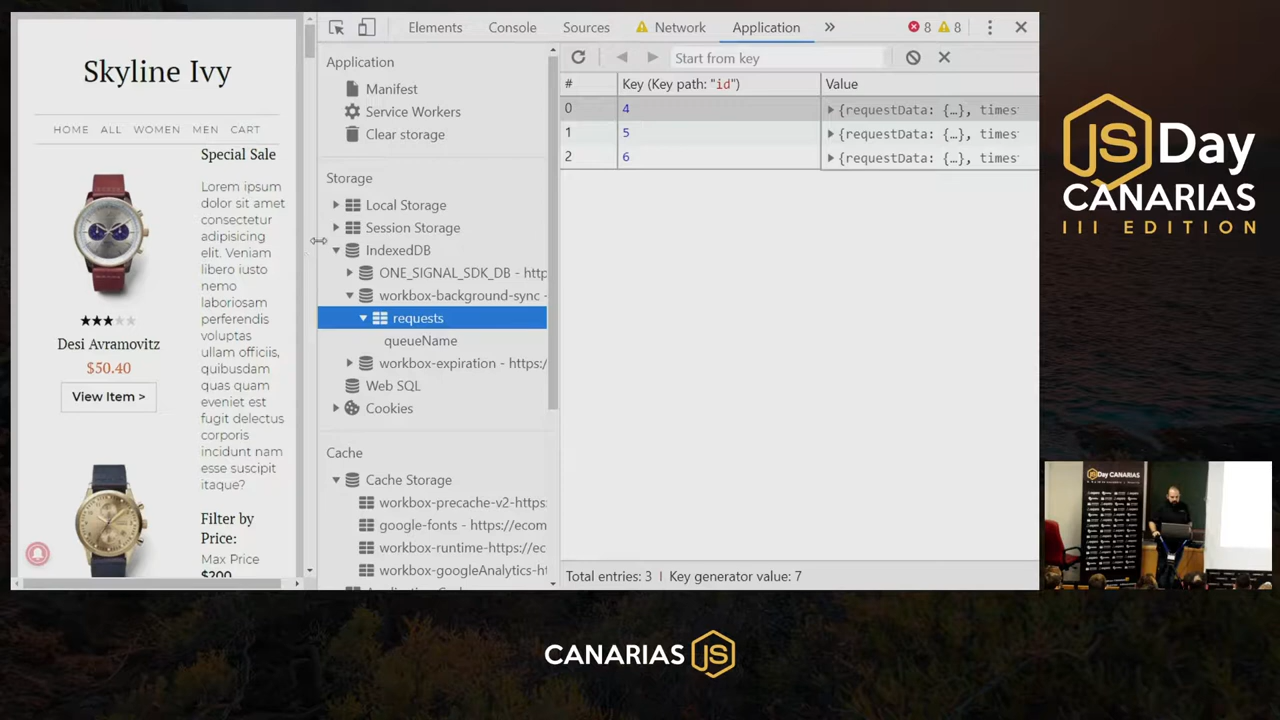 Skyline Ivy
HOME ALL WOMEN MEN CART
Desi Avramovitz
$50.40
View Item >
Special Sale
Lorem ipsum
dolor sit amet
consectetur
adipisicing
elit. Veniam
libero iusto
nemo
laboriosam
perferendis
voluptas
ullam officiis,
quibusdam
quas quam
eveniet est
fugit delectus
corporis
incidunt nam
esse suscipit
itaque?
Filter by
Price:
Max Price
$200
Elements Console Sources Network Application » 8 8
Application
Manifest
Service Workers
Clear storage
Storage
Local Storage
Session Storage
IndexedDB
ONE_SIGNAL_SDK_DB - http
workbox-background-sync -
requests
queueName
workbox-expiration - https:/
Web SQL
Cookies
Cache
Cache Storage
workbox-precache-v2-https:
google-fonts - https://ecom
workbox-runtime-https://ec
workbox-googleAnalytics-ht
Start from key
# Key (Key path: "id") Value
0 4 {requestData: {…}, times
1 5 {requestData: {…}, times
2 6 {requestData: {…}, times
Total entries: 3 Key generator value: 7
JS Day
CANARIAS
III EDITION
JSDay CANARIAS
CANARIAS JS